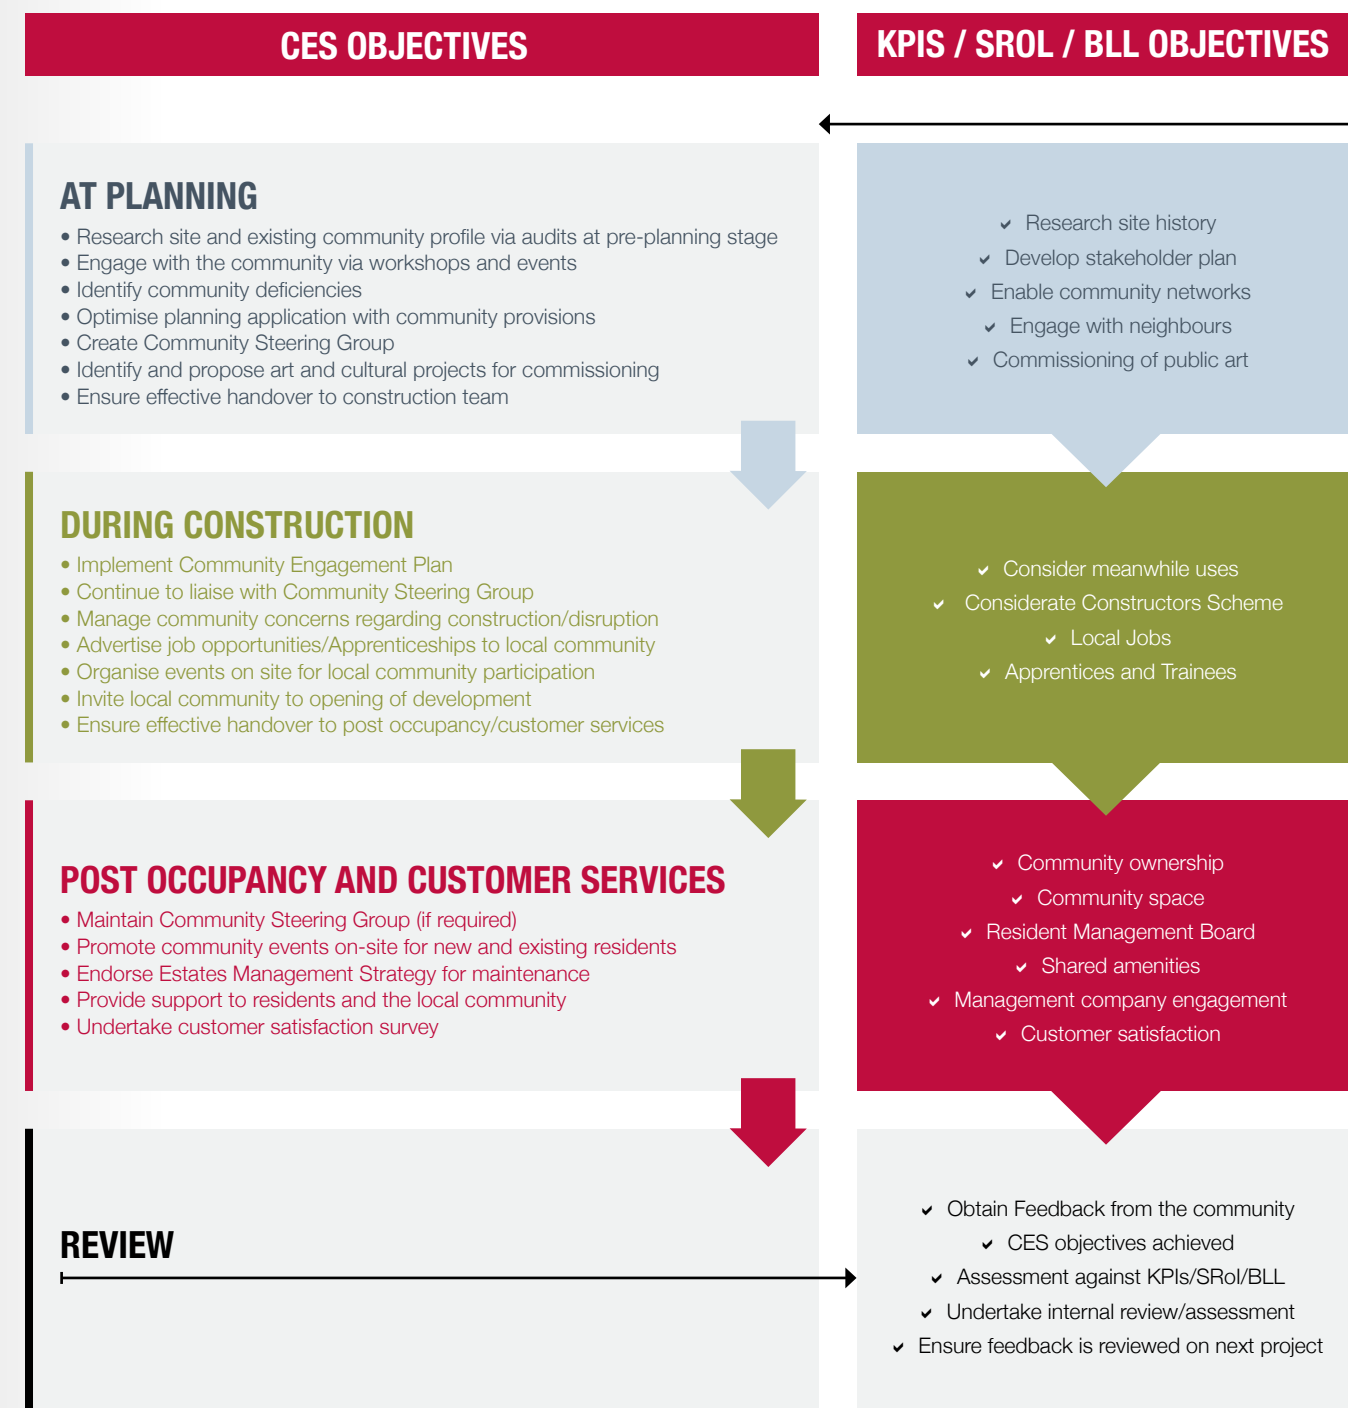 CES OBJECTIVES
KPIS / SROL / BLL OBJECTIVES
AT PLANNING
• Research site and existing community profile via audits at pre-planning stage
• Engage with the community via workshops and events
• Identify community deficiencies
• Optimise planning application with community provisions
• Create Community Steering Group
• Identify and propose art and cultural projects for commissioning
• Ensure effective handover to construction team
Research site history
Develop stakeholder plan
Enable community networks
Engage with neighbours
Commissioning of public art
DURING CONSTRUCTION
• Implement Community Engagement Plan
• Continue to liaise with Community Steering Group
• Manage community concerns regarding construction/disruption
• Advertise job opportunities/Apprenticeships to local community
• Organise events on site for local community participation
• Invite local community to opening of development
• Ensure effective handover to post occupancy/customer services
Consider meanwhile uses
Considerate Constructors Scheme
Local Jobs
Apprentices and Trainees
POST OCCUPANCY AND CUSTOMER SERVICES
• Maintain Community Steering Group (if required)
• Promote community events on-site for new and existing residents
• Endorse Estates Management Strategy for maintenance
• Provide support to residents and the local community
• Undertake customer satisfaction survey
Community ownership
Community space
Resident Management Board
Shared amenities
Management company engagement
Customer satisfaction
REVIEW
Obtain Feedback from the community
CES objectives achieved
Assessment against KPIs/SRoI/BLL
Undertake internal review/assessment
Ensure feedback is reviewed on next project